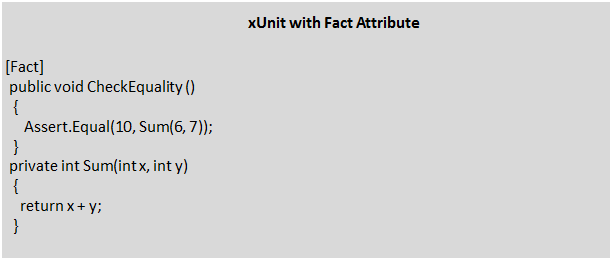 xUnit with Fact Attribute
[Fact]
public void CheckEquality ()
{
Assert.Equal(10, Sum(6, 7));
}
private int Sum(int x, int y)
{
return x + y;
}